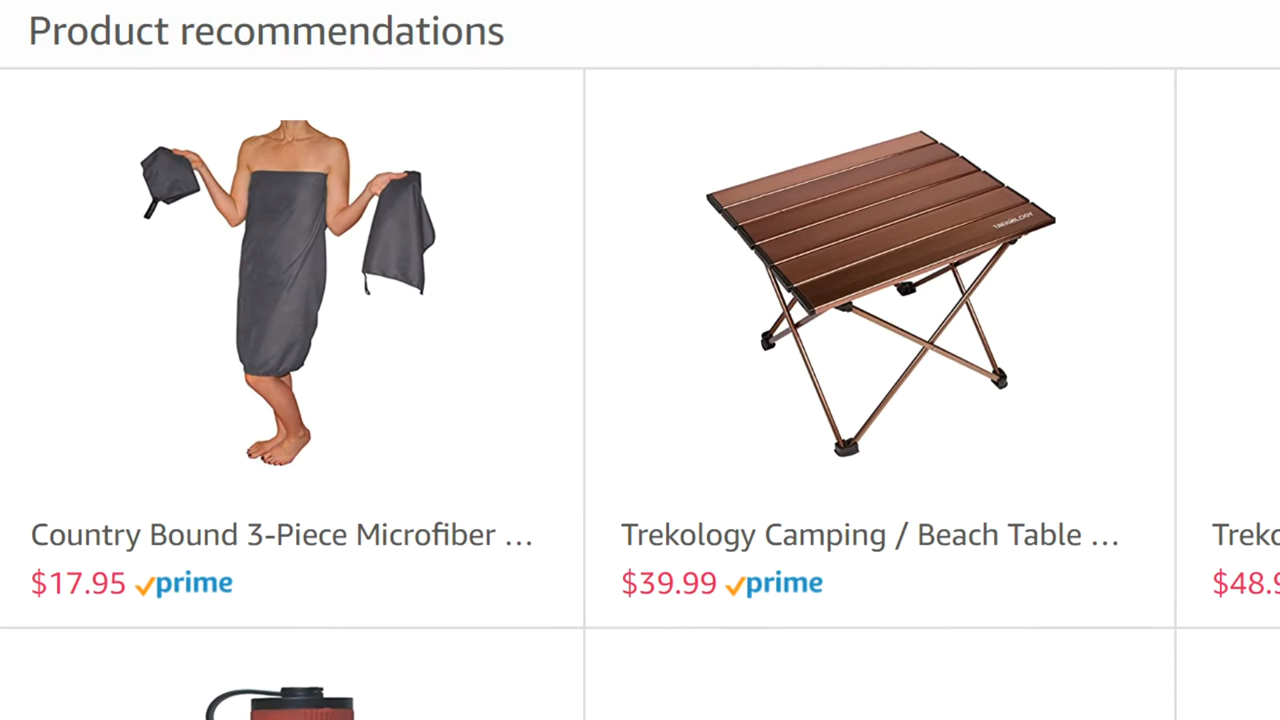 Product recommendations
TREKOLOGY
Country Bound 3-Piece Microfiber ...
Trekology Camping / Beach Table ...
Treko
$17.95 prime
$39.99 prime
$48.9